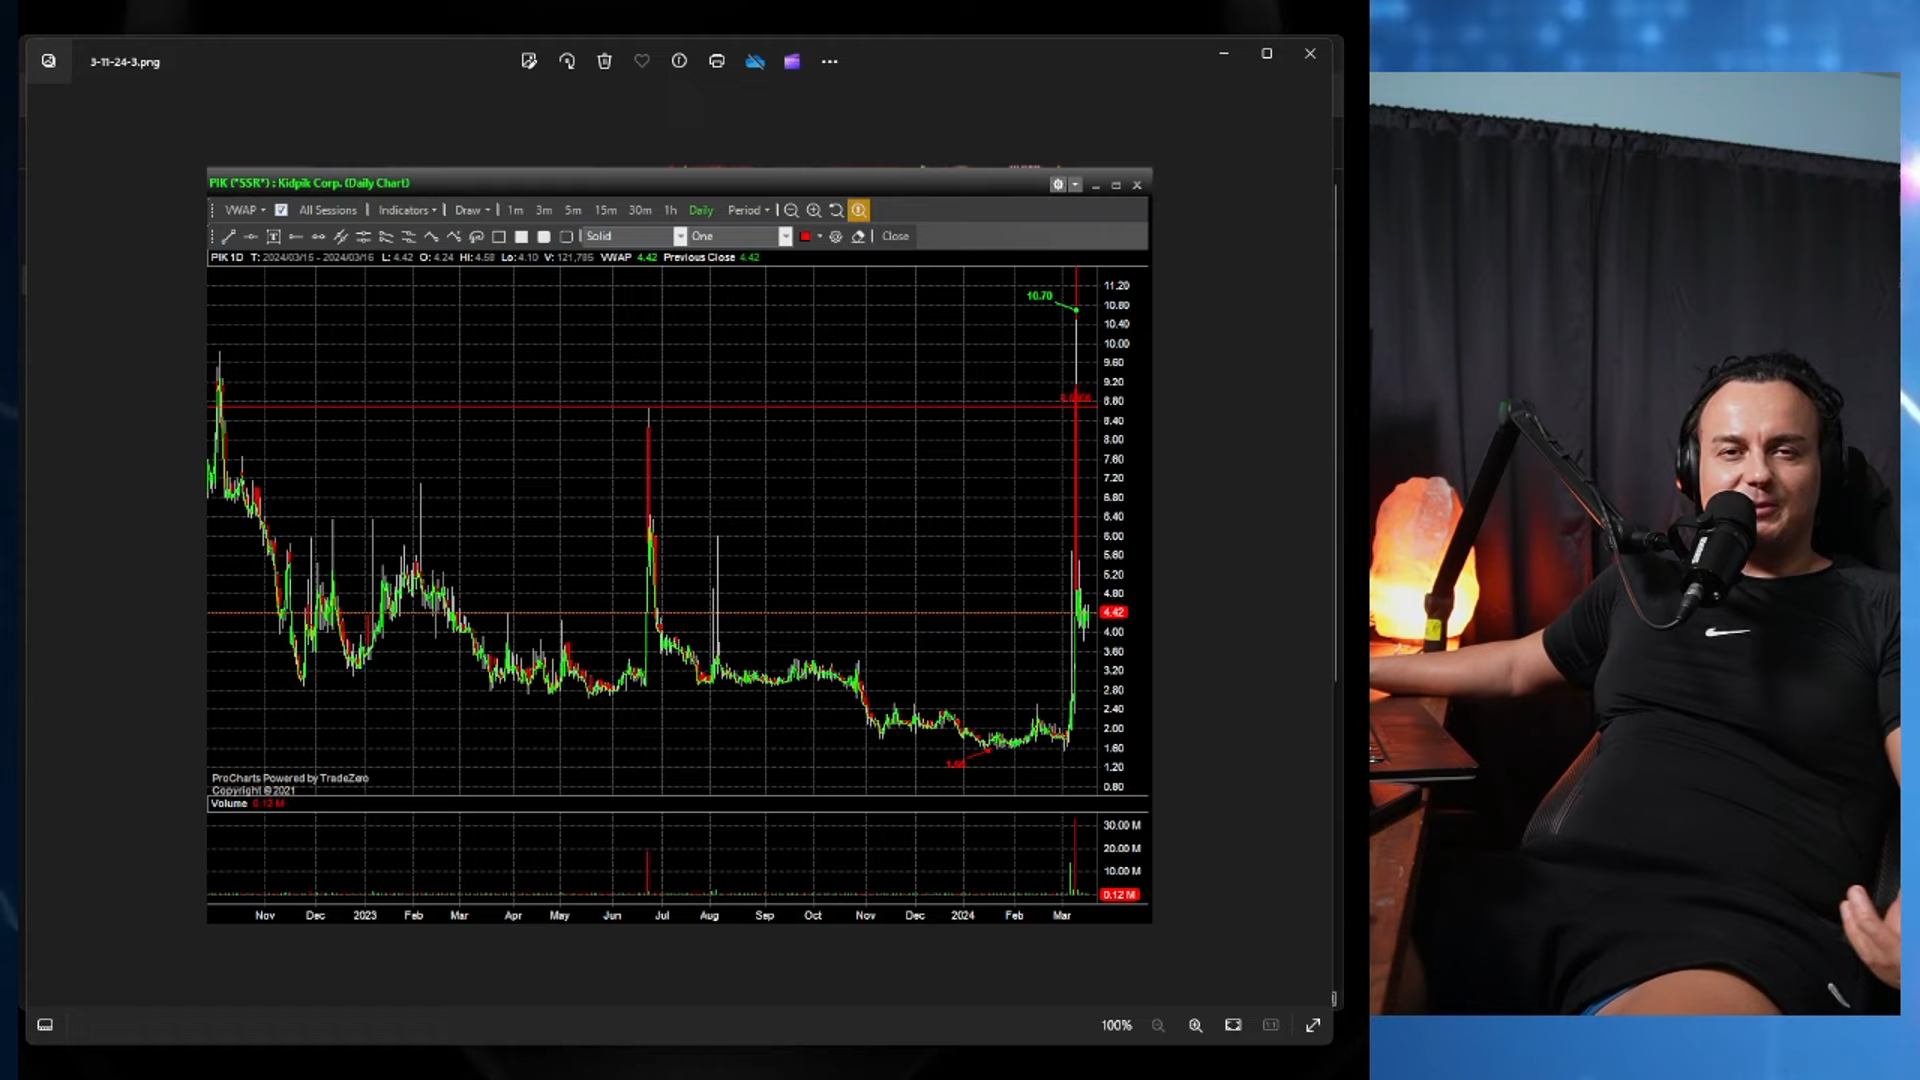 3-11-24-3.png
PIK (*SSR*) : Kidpik Corp. (Daily Chart)
VWAP All Sessions Indicators Draw 1m 3m 5m 15m 30m 1h Daily Period
Solid One Close
PIK 1D T: 2024/03/15 - 2024/03/16 L: 4.42 O: 4.24 Hi: 4.58 Lo: 4.10 V: 121,785 VWAP 4.42 Previous Close 4.42
11.20
10.70
10.80
10.40
10.00
9.60
9.20
8.80
8.40
8.00
7.60
7.20
6.80
6.40
6.00
5.60
5.20
4.80
4.42
4.00
3.60
3.20
2.80
2.40
2.00
1.60
1.20
0.80
ProCharts Powered by TradeZero
Copyright © 2021
Volume 0.12 M
30.00 M
20.00 M
10.00 M
0.12 M
Nov Dec 2023 Feb Mar Apr May Jun Jul Aug Sep Oct Nov Dec 2024 Feb Mar
100%